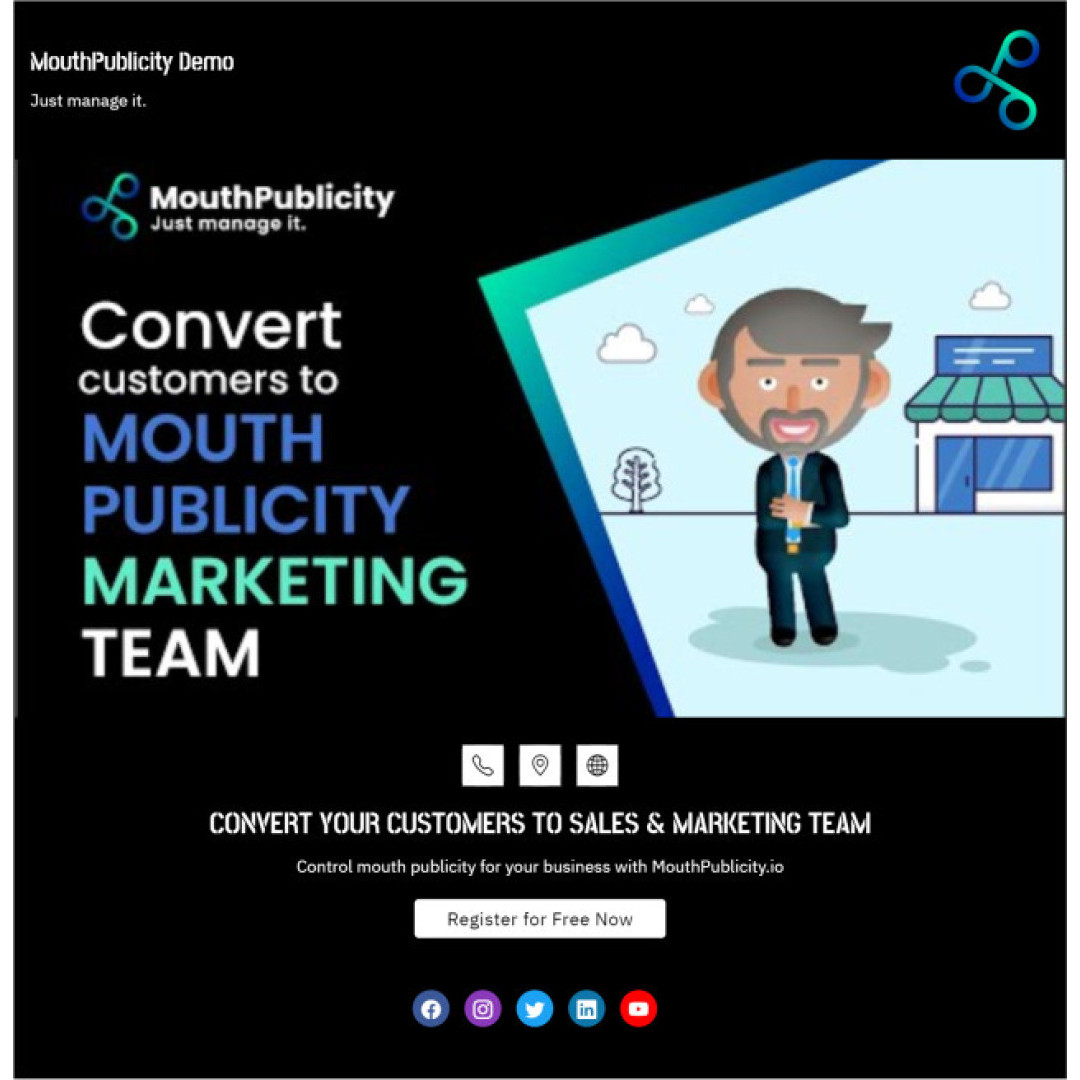 MouthPublicity Demo
Just manage it.
MouthPublicity
Just manage it.
Convert
customers to
MOUTH
PUBLICITY
MARKETING
TEAM
CONVERT YOUR CUSTOMERS TO SALES & MARKETING TEAM
Control mouth publicity for your business with MouthPublicity.io
Register for Free Now